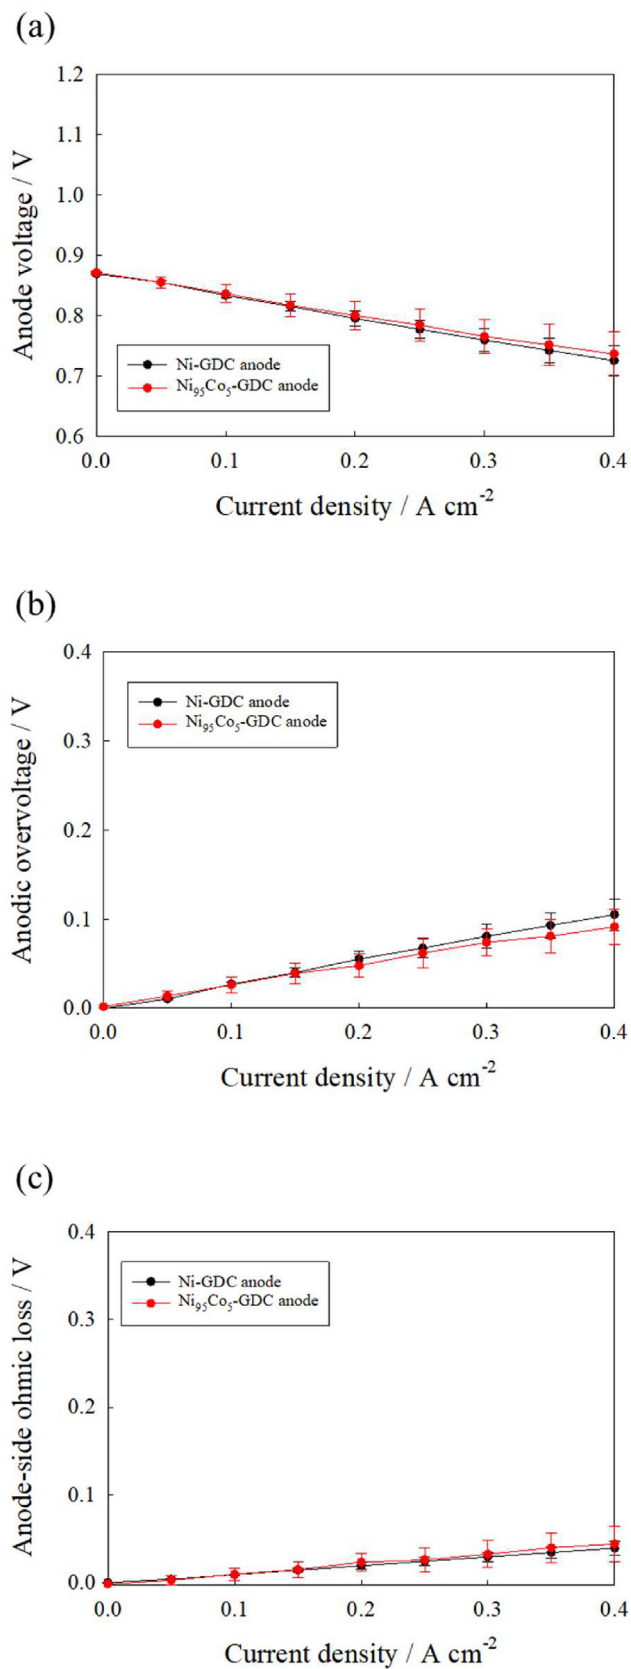 (a)
1.2
1.1
1.0
0.9
0.8
0.7
0.6
Anode voltage / V
Ni-GDC anode
Ni₉₅Co₅-GDC anode
0.0 0.1 0.2 0.3 0.4
Current density / A cm⁻²
(b)
0.4
0.3
0.2
0.1
0.0
Anodic overvoltage / V
Ni-GDC anode
Ni₉₅Co₅-GDC anode
0.0 0.1 0.2 0.3 0.4
Current density / A cm⁻²
(c)
0.4
0.3
0.2
0.1
0.0
Anode-side ohmic loss / V
Ni-GDC anode
Ni₉₅Co₅-GDC anode
0.0 0.1 0.2 0.3 0.4
Current density / A cm⁻²